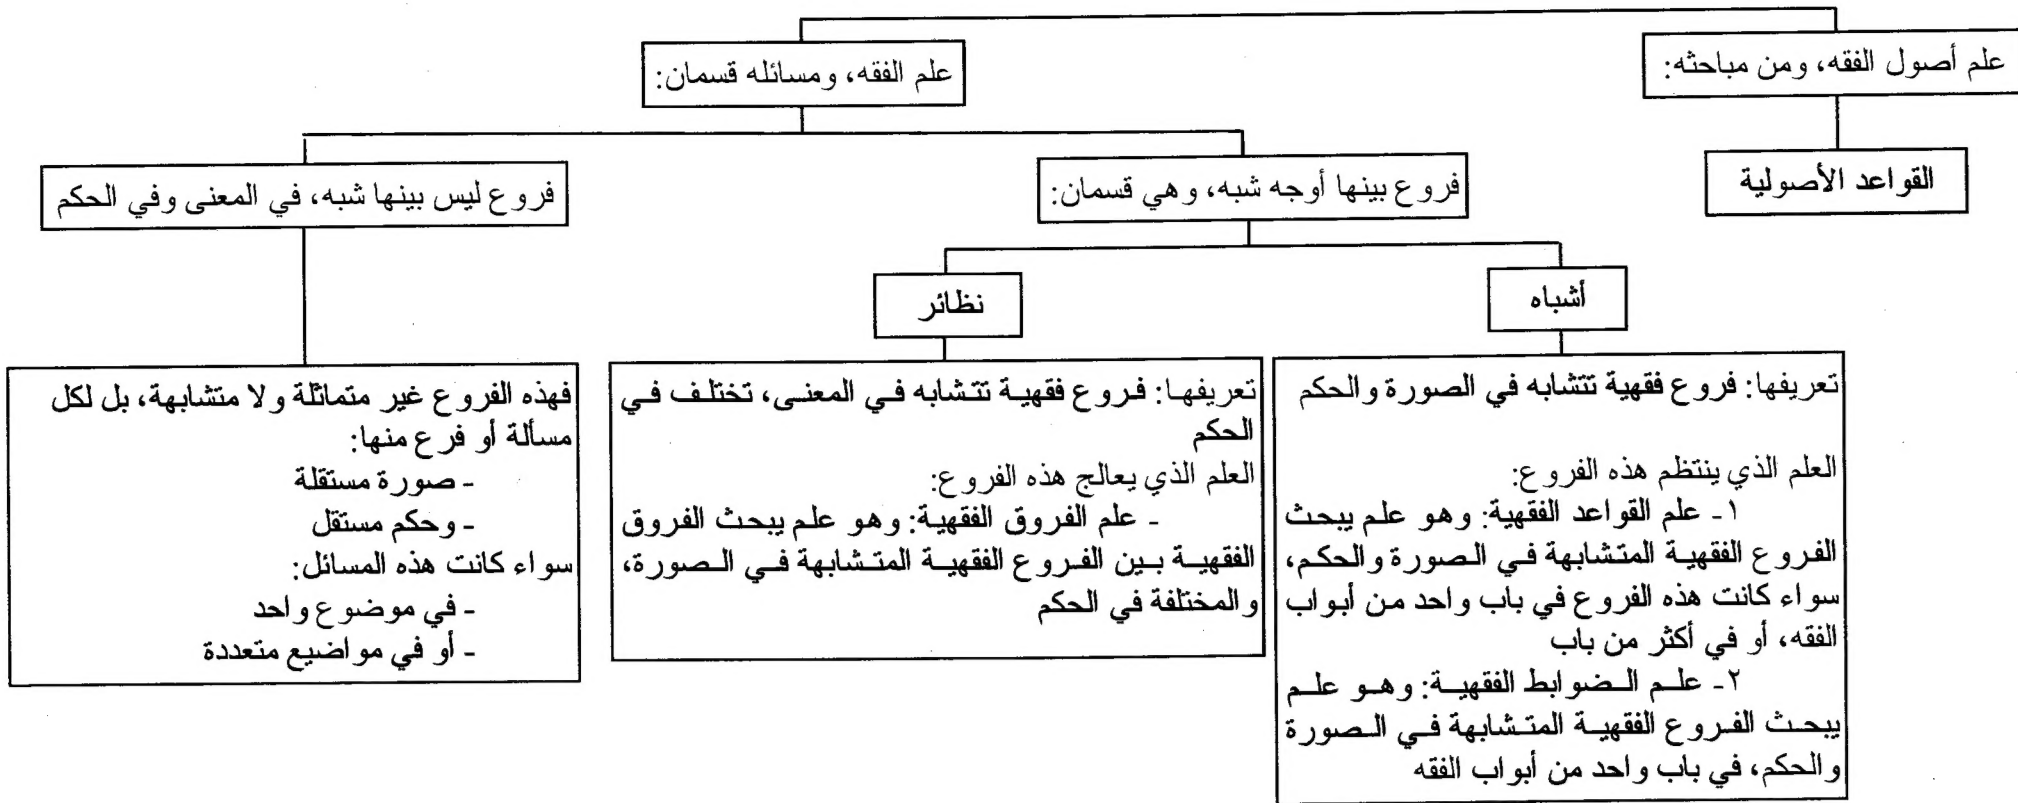 علم أصول الفقه، ومن مباحثه:
علم الفقه، ومسائله قسمان:
القواعد الأصولية
فروع بينها أوجه شبه، وهي قسمان:
فروع ليس بينها شبه، في المعنى وفي الحكم
أشباه
نظائر
تعريفها: فروع فقهية تتشابه في الصورة والحكم
العلم الذي ينتظم هذه الفروع:
١- علم القواعد الفقهية: وهو علم يبحث
الفروع الفقهية المتشابهة في الصورة والحكم،
سواء كانت هذه الفروع في باب واحد من أبواب
الفقه، أو في أكثر من باب
٢- علم الضوابط الفقهية: وهو علم
يبحث الفروع الفقهية المتشابهة في الصورة
والحكم، في باب واحد من أبواب الفقه
تعريفها: فروع فقهية تتشابه في المعنى، تختلف في
الحكم
العلم الذي يعالج هذه الفروع:
- علم الفروق الفقهية: وهو علم يبحث الفروق
الفقهية بين الفروع الفقهية المتشابهة في الصورة،
والمختلفة في الحكم
فهذه الفروع غير متماثلة ولا متشابهة، بل لكل
مسألة أو فرع منها:
- صورة مستقلة
- وحكم مستقل
سواء كانت هذه المسائل:
- في موضوع واحد
- أو في مواضيع متعددة